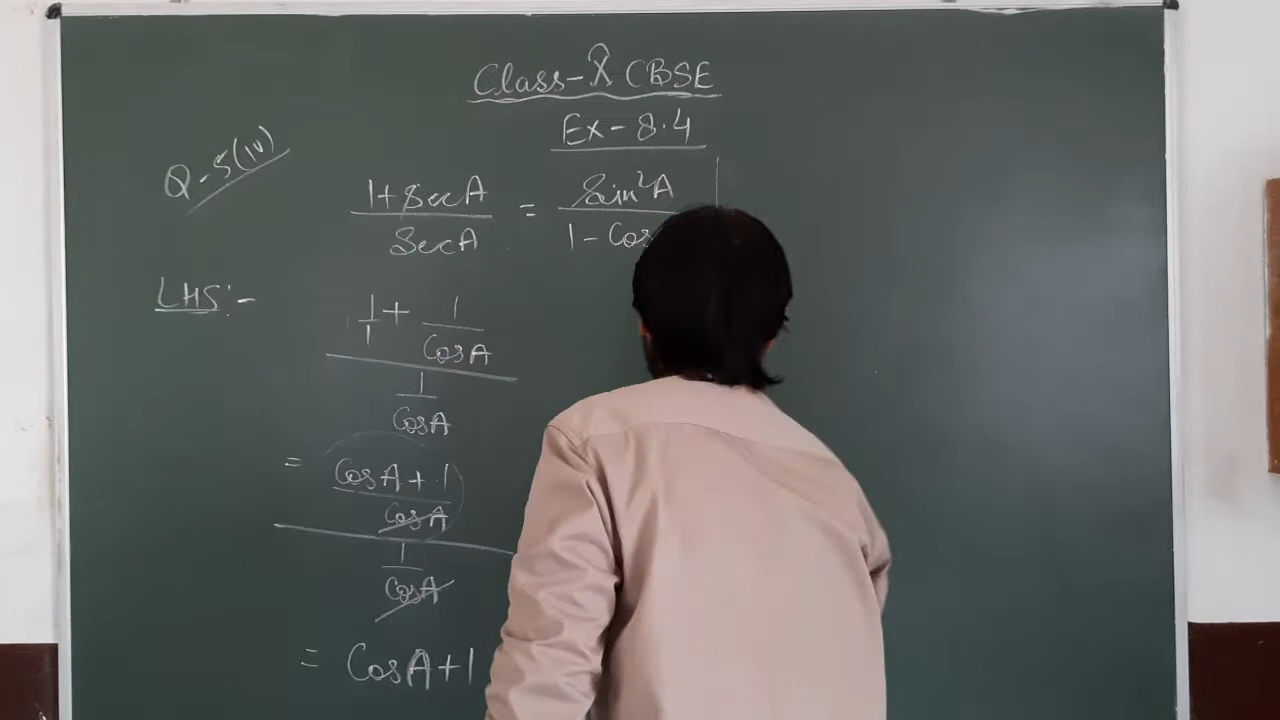 Class-X CBSE
Ex-8.4
Q-5(iv)
1+SecA / SecA = Sin²A / 1-Cos
LHS:-
1/1 + 1/CosA
1/CosA
= CosA+1 / CosA
1/CosA
= CosA+1